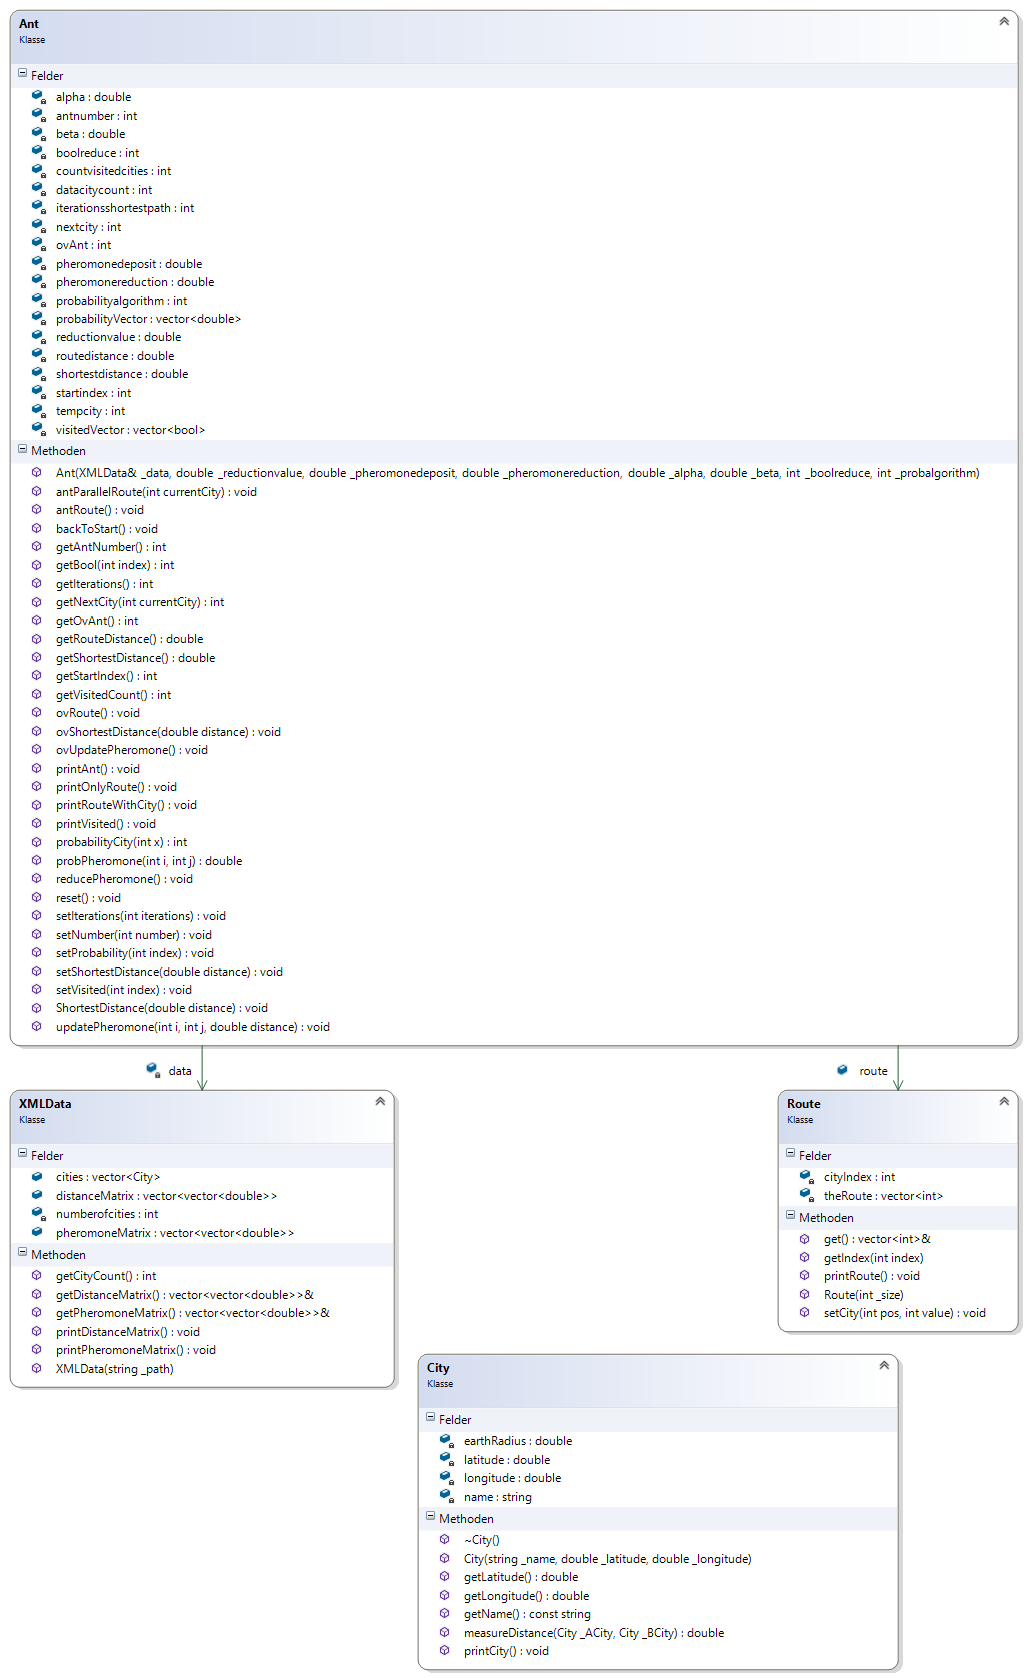 Ant
Klasse
Felder
alpha : double
antnumber : int
beta : double
boolreduce : int
countvisitedcities : int
datacitycount : int
iterationsshortestpath : int
nextcity : int
ovAnt : int
pheromonedeposit : double
pheromonereduction : double
probabilityalgorithm : int
probabilityVector : vector<double>
reductionvalue : double
routedistance : double
shortestdistance : double
startindex : int
tempcity : int
visitedVector : vector<bool>
Methoden
Ant(XMLData& _data, double _reductionvalue, double _pheromonedeposit, double _pheromonereduction, double _alpha, double _beta, int _boolreduce, int _probalgorithm)
antParallelRoute(int currentCity) : void
antRoute() : void
backToStart() : void
getAntNumber() : int
getBool(int index) : int
getIterations() : int
getNextCity(int currentCity) : int
getOvAnt() : int
getRouteDistance() : double
getShortestDistance() : double
getStartIndex() : int
getVisitedCount() : int
ovRoute() : void
ovShortestDistance(double distance) : void
ovUpdatePheromone() : void
printAnt() : void
printOnlyRoute() : void
printRouteWithCity() : void
printVisited() : void
probabilityCity(int x) : int
probPheromone(int i, int j) : double
reducePheromone() : void
reset() : void
setIterations(int iterations) : void
setNumber(int number) : void
setProbability(int index) : void
setShortestDistance(double distance) : void
setVisited(int index) : void
ShortestDistance(double distance) : void
updatePheromone(int i, int j, double distance) : void
data
route
XMLData
Klasse
Felder
cities : vector<City>
distanceMatrix : vector<vector<double>>
numberofcities : int
pheromoneMatrix : vector<vector<double>>
Methoden
getCityCount() : int
getDistanceMatrix() : vector<vector<double>>&
getPheromoneMatrix() : vector<vector<double>>&
printDistanceMatrix() : void
printPheromoneMatrix() : void
XMLData(string _path)
Route
Klasse
Felder
cityIndex : int
theRoute : vector<int>
Methoden
get() : vector<int>&
getIndex(int index)
printRoute() : void
Route(int _size)
setCity(int pos, int value) : void
City
Klasse
Felder
earthRadius : double
latitude : double
longitude : double
name : string
Methoden
~City()
City(string _name, double _latitude, double _longitude)
getLatitude() : double
getLongitude() : double
getName() : const string
measureDistance(City _ACity, City _BCity) : double
printCity() : void